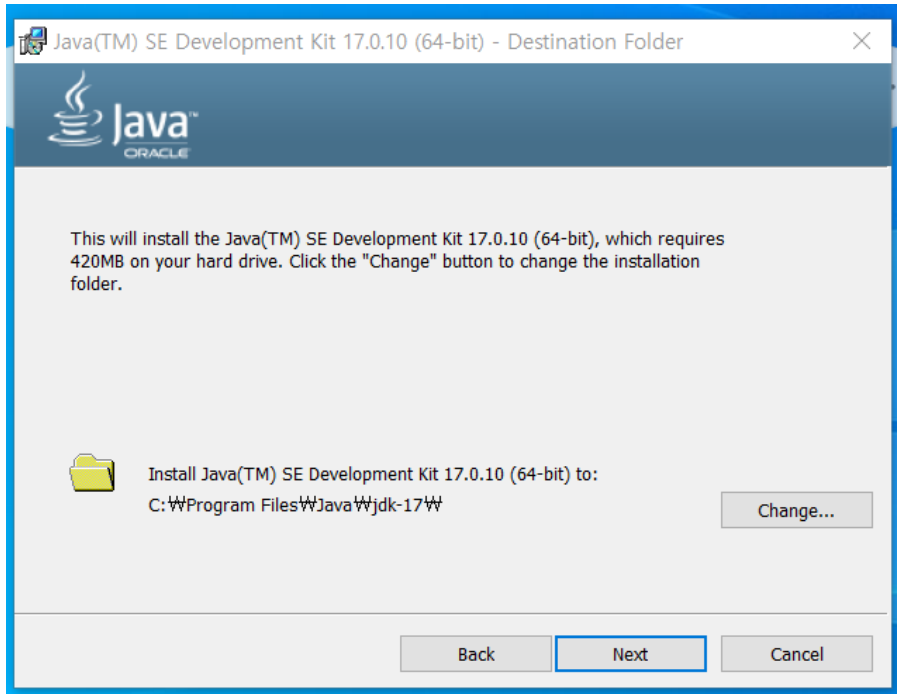 Java(TM) SE Development Kit 17.0.10 (64-bit) - Destination Folder
Java™
ORACLE
This will install the Java(TM) SE Development Kit 17.0.10 (64-bit), which requires
420MB on your hard drive. Click the "Change" button to change the installation
folder.
Install Java(TM) SE Development Kit 17.0.10 (64-bit) to:
C:₩Program Files₩Java₩jdk-17₩
Change...
Back
Next
Cancel